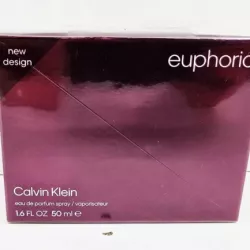 new
design
euphoria
Calvin Klein
eau de parfum spray / vaporisateur
1.6 FL OZ 50 ml ℮